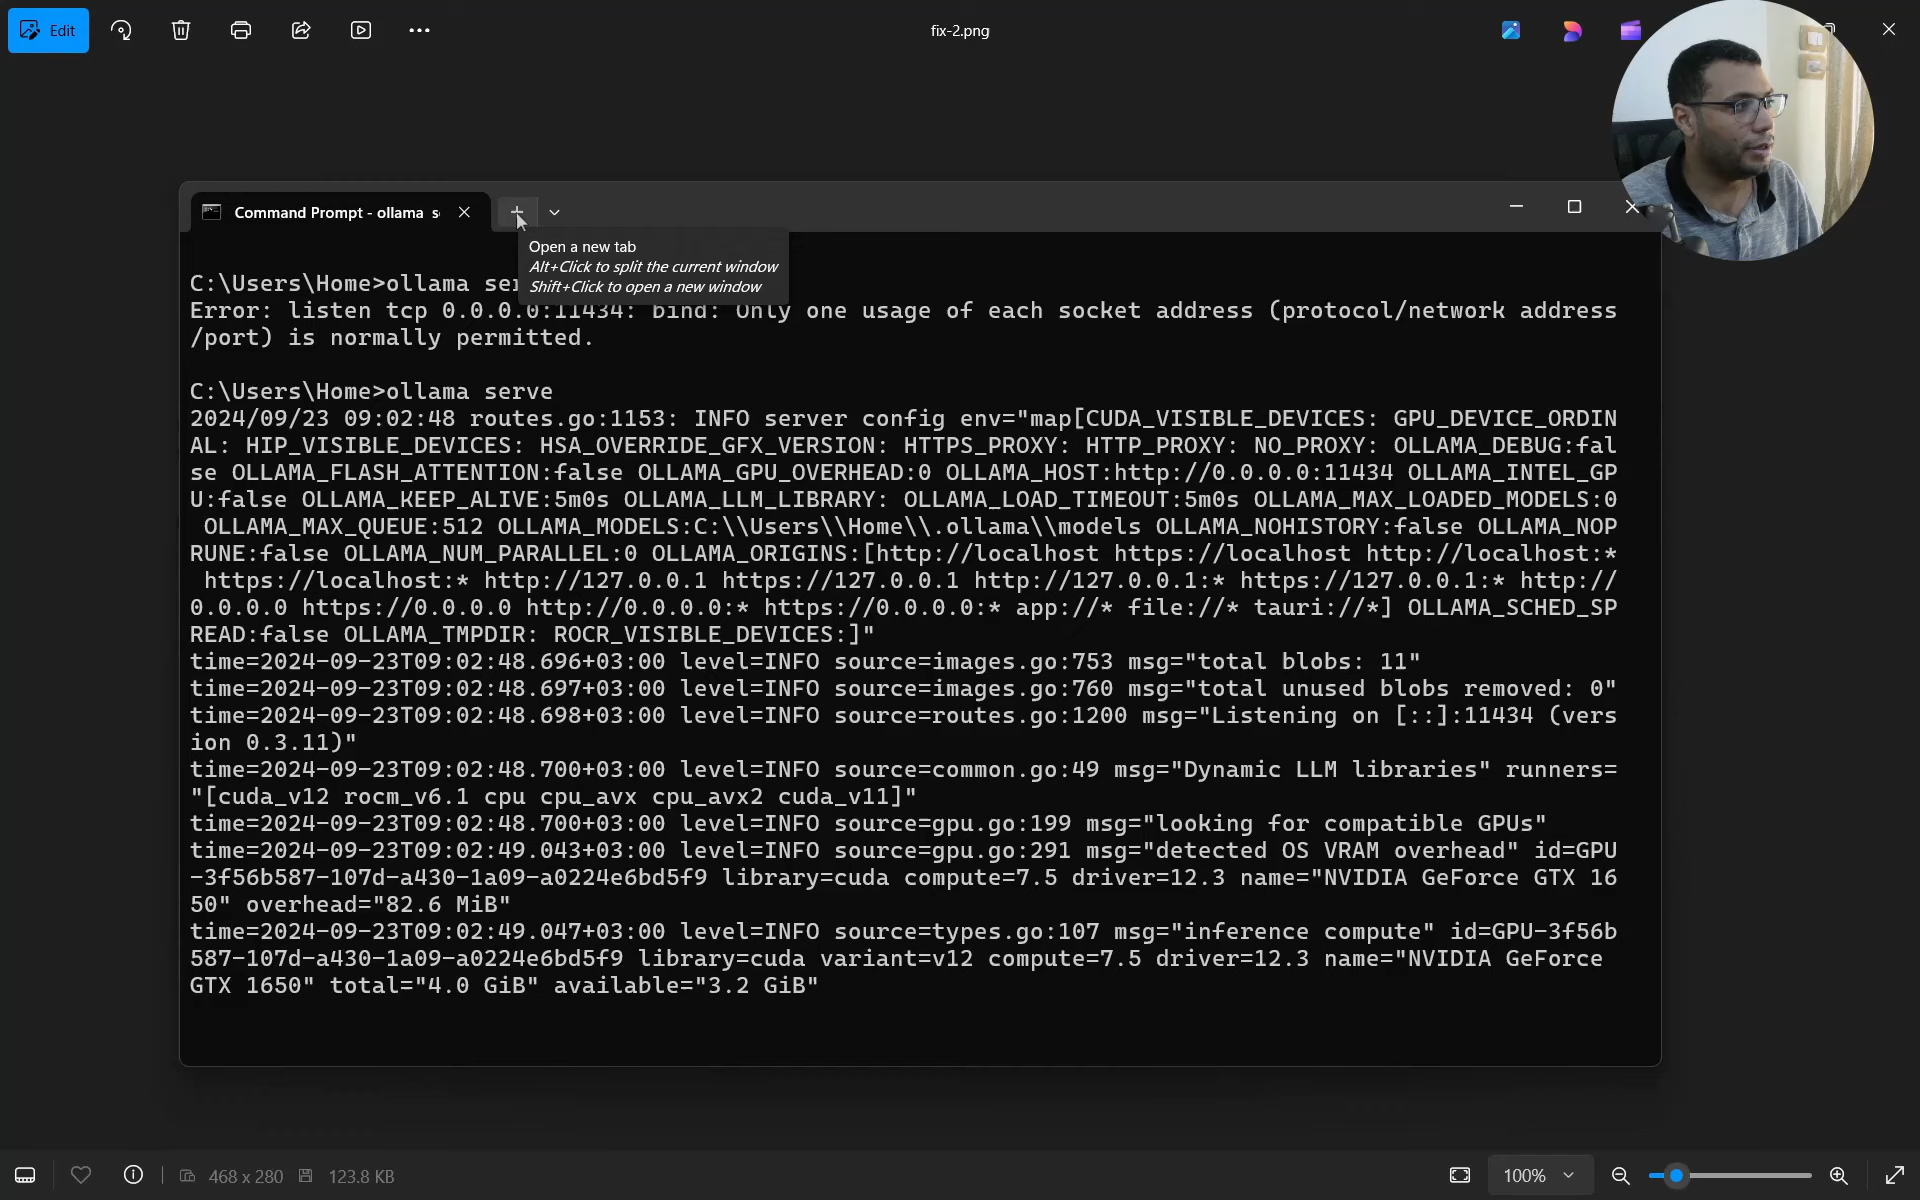 Edit
fix-2.png
Command Prompt - ollama s
Open a new tab
Alt+Click to split the current window
Shift+Click to open a new window
C:\Users\Home>ollama ser
Error: listen tcp 0.0.0.0:11434: bind: Only one usage of each socket address (protocol/network address
/port) is normally permitted.
C:\Users\Home>ollama serve
2024/09/23 09:02:48 routes.go:1153: INFO server config env="map[CUDA_VISIBLE_DEVICES: GPU_DEVICE_ORDIN
AL: HIP_VISIBLE_DEVICES: HSA_OVERRIDE_GFX_VERSION: HTTPS_PROXY: HTTP_PROXY: NO_PROXY: OLLAMA_DEBUG:fal
se OLLAMA_FLASH_ATTENTION:false OLLAMA_GPU_OVERHEAD:0 OLLAMA_HOST:http://0.0.0.0:11434 OLLAMA_INTEL_GP
U:false OLLAMA_KEEP_ALIVE:5m0s OLLAMA_LLM_LIBRARY: OLLAMA_LOAD_TIMEOUT:5m0s OLLAMA_MAX_LOADED_MODELS:0
OLLAMA_MAX_QUEUE:512 OLLAMA_MODELS:C:\\Users\\Home\\.ollama\\models OLLAMA_NOHISTORY:false OLLAMA_NOP
RUNE:false OLLAMA_NUM_PARALLEL:0 OLLAMA_ORIGINS:[http://localhost https://localhost http://localhost:*
https://localhost:* http://127.0.0.1 https://127.0.0.1 http://127.0.0.1:* https://127.0.0.1:* http://
0.0.0.0 https://0.0.0.0 http://0.0.0.0:* https://0.0.0.0:* app://* file://* tauri://*] OLLAMA_SCHED_SP
READ:false OLLAMA_TMPDIR: ROCR_VISIBLE_DEVICES:]"
time=2024-09-23T09:02:48.696+03:00 level=INFO source=images.go:753 msg="total blobs: 11"
time=2024-09-23T09:02:48.697+03:00 level=INFO source=images.go:760 msg="total unused blobs removed: 0"
time=2024-09-23T09:02:48.698+03:00 level=INFO source=routes.go:1200 msg="Listening on [::]:11434 (vers
ion 0.3.11)"
time=2024-09-23T09:02:48.700+03:00 level=INFO source=common.go:49 msg="Dynamic LLM libraries" runners=
"[cuda_v12 rocm_v6.1 cpu cpu_avx cpu_avx2 cuda_v11]"
time=2024-09-23T09:02:48.700+03:00 level=INFO source=gpu.go:199 msg="looking for compatible GPUs"
time=2024-09-23T09:02:49.043+03:00 level=INFO source=gpu.go:291 msg="detected OS VRAM overhead" id=GPU
-3f56b587-107d-a430-1a09-a0224e6bd5f9 library=cuda compute=7.5 driver=12.3 name="NVIDIA GeForce GTX 16
50" overhead="82.6 MiB"
time=2024-09-23T09:02:49.047+03:00 level=INFO source=types.go:107 msg="inference compute" id=GPU-3f56b
587-107d-a430-1a09-a0224e6bd5f9 library=cuda variant=v12 compute=7.5 driver=12.3 name="NVIDIA GeForce
GTX 1650" total="4.0 GiB" available="3.2 GiB"
468 x 280
123.8 KB
100%